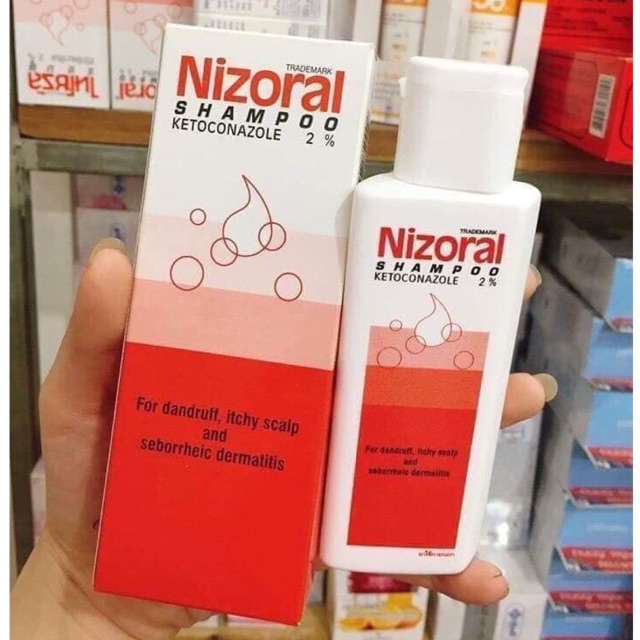 TRADEMARK
Nizoral
SHAMPOO
KETOCONAZOLE 2 %
For dandruff, itchy scalp
and
seborrheic dermatitis
TRADEMARK
Nizoral
SHAMPOO
KETOCONAZOLE 2 %
For dandruff, itchy scalp
and
seborrheic dermatitis